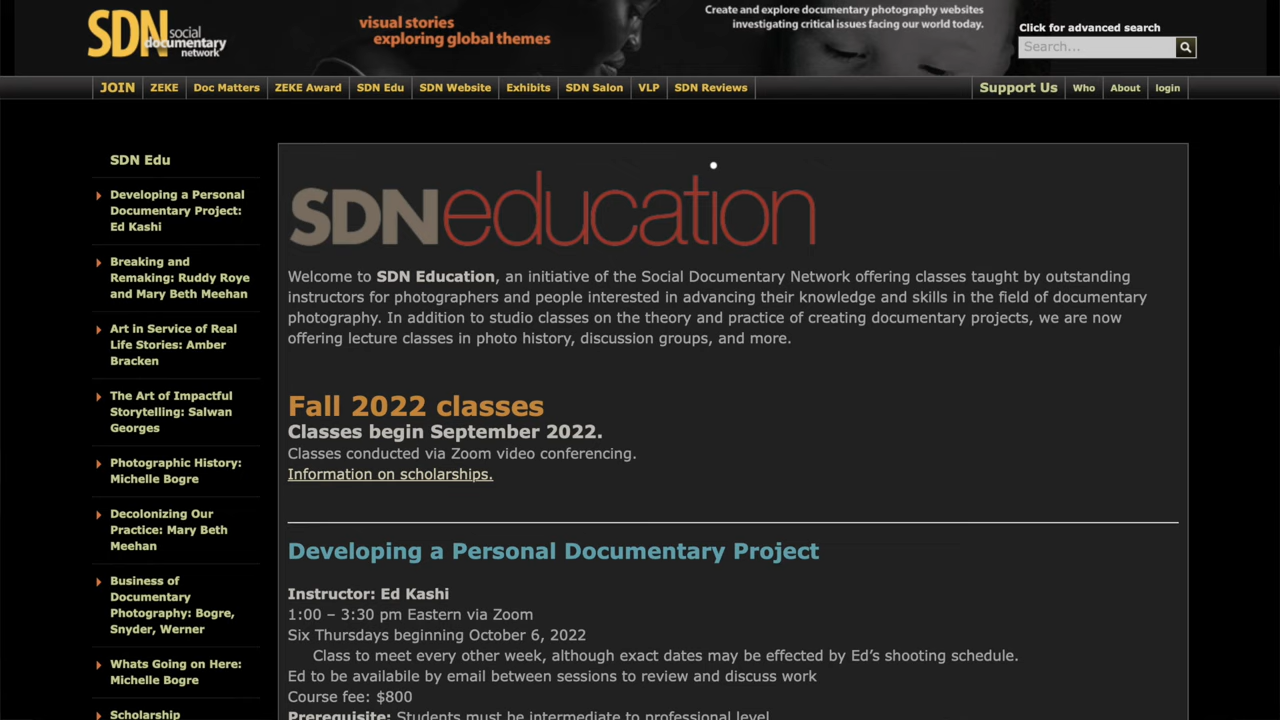 SDN social documentary network
visual stories
exploring global themes
Create and explore documentary photography websites
investigating critical issues facing our world today.
Click for advanced search
Search...
JOIN ZEKE Doc Matters ZEKE Award SDN Edu SDN Website Exhibits SDN Salon VLP SDN Reviews Support Us Who About login
SDN Edu
Developing a Personal
Documentary Project:
Ed Kashi
Breaking and
Remaking: Ruddy Roye
and Mary Beth Meehan
Art in Service of Real
Life Stories: Amber
Bracken
The Art of Impactful
Storytelling: Salwan
Georges
Photographic History:
Michelle Bogre
Decolonizing Our
Practice: Mary Beth
Meehan
Business of
Documentary
Photography: Bogre,
Snyder, Werner
Whats Going on Here:
Michelle Bogre
Scholarship
SDNeducation
Welcome to SDN Education, an initiative of the Social Documentary Network offering classes taught by outstanding
instructors for photographers and people interested in advancing their knowledge and skills in the field of documentary
photography. In addition to studio classes on the theory and practice of creating documentary projects, we are now
offering lecture classes in photo history, discussion groups, and more.
Fall 2022 classes
Classes begin September 2022.
Classes conducted via Zoom video conferencing.
Information on scholarships.
Developing a Personal Documentary Project
Instructor: Ed Kashi
1:00 – 3:30 pm Eastern via Zoom
Six Thursdays beginning October 6, 2022
Class to meet every other week, although exact dates may be effected by Ed's shooting schedule.
Ed to be availabie by email between sessions to review and discuss work
Course fee: $800
Prerequisite: Students must be intermediate to professional level